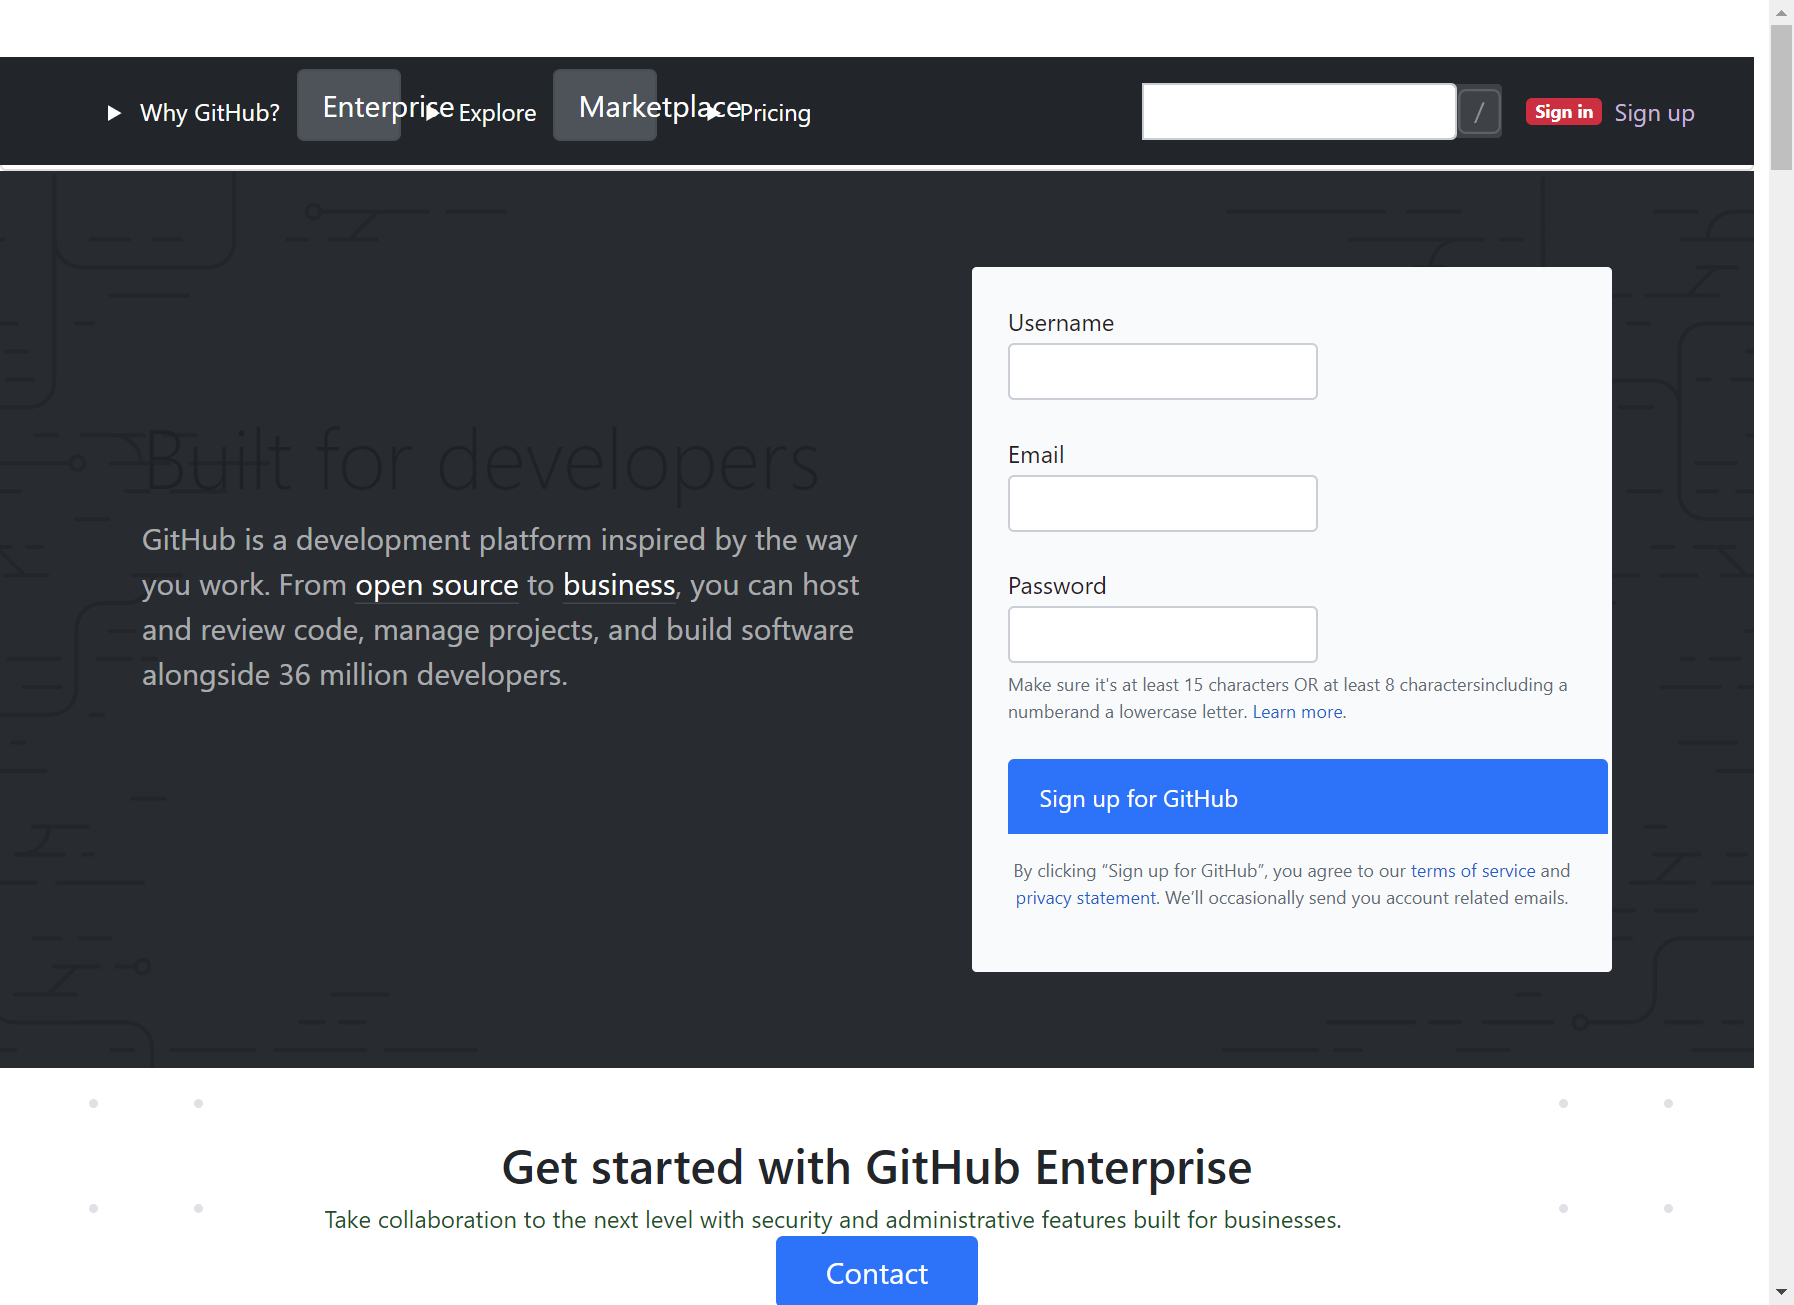 Why GitHub? Enterprise Explore Marketplace Pricing / Sign in Sign up
Built for developers
GitHub is a development platform inspired by the way
you work. From open source to business, you can host
and review code, manage projects, and build software
alongside 36 million developers.
Username
Email
Password
Make sure it's at least 15 characters OR at least 8 charactersincluding a
numberand a lowercase letter. Learn more.
Sign up for GitHub
By clicking “Sign up for GitHub”, you agree to our terms of service and
privacy statement. We’ll occasionally send you account related emails.
Get started with GitHub Enterprise
Take collaboration to the next level with security and administrative features built for businesses.
Contact